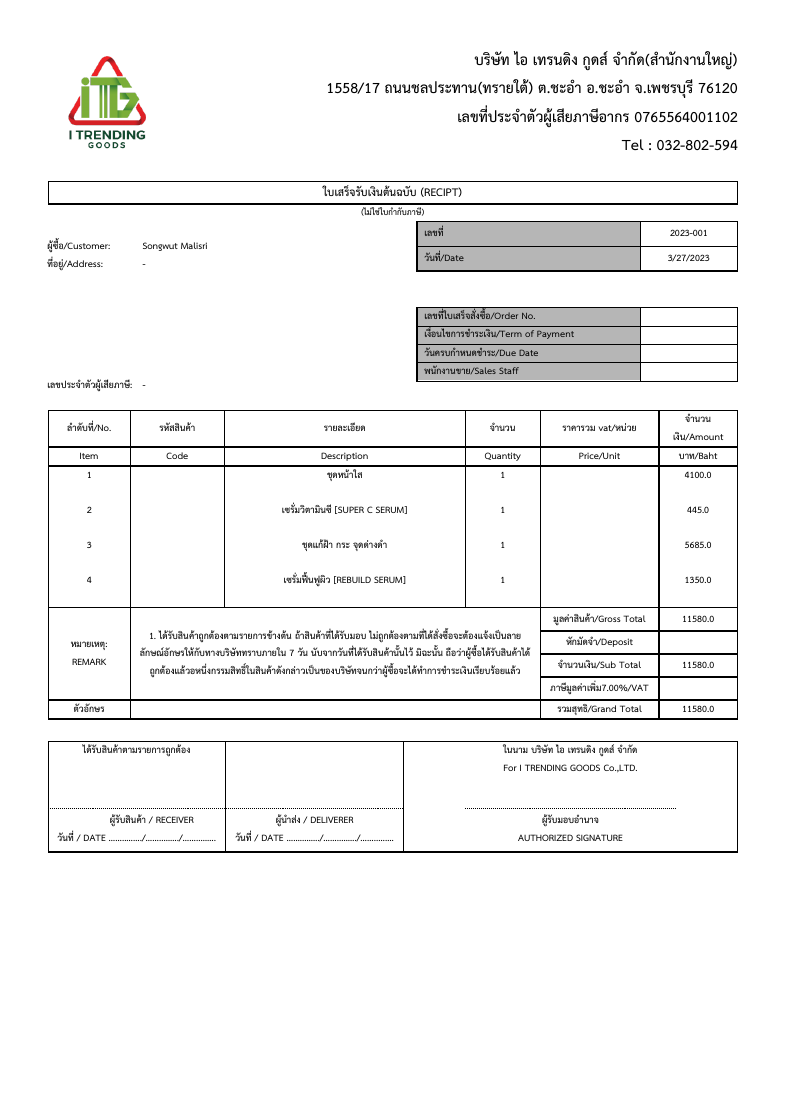 บริษัท ไอ เทรนดิง กูดส์ จำกัด(สำนักงานใหญ่)
1558/17 ถนนชลประทาน(ทรายใต้) ต.ชะอำ อ.ชะอำ จ.เพชรบุรี 76120
เลขที่ประจำตัวผู้เสียภาษีอากร 0765564001102
Tel : 032-802-594
iTG
I TRENDING
GOODS
ใบเสร็จรับเงินต้นฉบับ (RECIPT)
(ไม่ใช่ใบกำกับภาษี)
เลขที่ 2023-001
ผู้ซื้อ/Customer: Songwut Malisri
วันที่/Date 3/27/2023
ที่อยู่/Address: -
เลขที่ใบเสร็จสั่งซื้อ/Order No.
เงื่อนไขการชำระเงิน/Term of Payment
วันครบกำหนดชำระ/Due Date
พนักงานขาย/Sales Staff
เลขประจำตัวผู้เสียภาษี: -
ลำดับที่/No. รหัสสินค้า รายละเอียด จำนวน ราคารวม vat/หน่วย จำนวน
เงิน/Amount
Item Code Description Quantity Price/Unit บาท/Baht
1 ชุดหน้าใส 1 4100.0
2 เซรั่มวิตามินซี [SUPER C SERUM] 1 445.0
3 ชุดแก้ฝ้า กระ จุดด่างดำ 1 5685.0
4 เซรั่มฟื้นฟูผิว [REBUILD SERUM] 1 1350.0
มูลค่าสินค้า/Gross Total 11580.0
หมายเหตุ:
REMARK
1. ได้รับสินค้าถูกต้องตามรายการข้างต้น ถ้าสินค้าที่ได้รับมอบ ไม่ถูกต้องตามที่ได้สั่งซื้อจะต้องแจ้งเป็นลาย
ลักษณ์อักษรให้กับทางบริษัททราบภายใน 7 วัน นับจากวันที่ได้รับสินค้านั้นไว้ มิฉะนั้น ถือว่าผู้ซื้อได้รับสินค้าได้
ถูกต้องแล้วอหนึ่งกรรมสิทธิ์ในสินค้าดังกล่าวเป็นของบริษัทจนกว่าผู้ซื้อจะได้ทำการชำระเงินเรียบร้อยแล้ว
หักมัดจำ/Deposit
จำนวนเงิน/Sub Total 11580.0
ภาษีมูลค่าเพิ่ม7.00%/VAT
ตัวอักษร รวมสุทธิ/Grand Total 11580.0
ได้รับสินค้าตามรายการถูกต้อง ในนาม บริษัท ไอ เทรนดิง กูดส์ จำกัด
For I TRENDING GOODS Co.,LTD.
ผู้รับสินค้า / RECEIVER ผู้นำส่ง / DELIVERER ผู้รับมอบอำนาจ
วันที่ / DATE ............../.............../.............. วันที่ / DATE ............../.............../.............. AUTHORIZED SIGNATURE